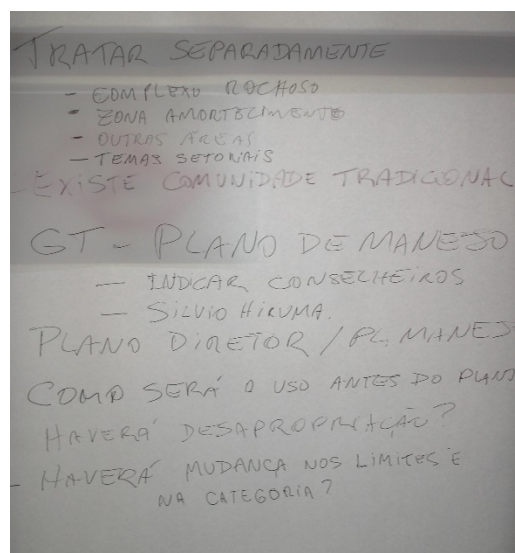 TRATAR SEPARADAMENTE
- COMPLEXO ROCHOSO
- ZONA AMORTECIMENTO
- OUTRAS ÁREAS
- TEMAS SETORIAIS
- EXISTE COMUNIDADE TRADICIONAL
GT - PLANO DE MANEJO
- INDICAR CONSELHEIROS
- SILVIO HIRUMA.
PLANO DIRETOR / PL. MANEJ
COMO SERÁ O USO ANTES DO PLANO
HAVERÁ DESAPROPRIAÇÃO?
- HAVERÁ MUDANÇA NOS LIMITES E
NA CATEGORIA?